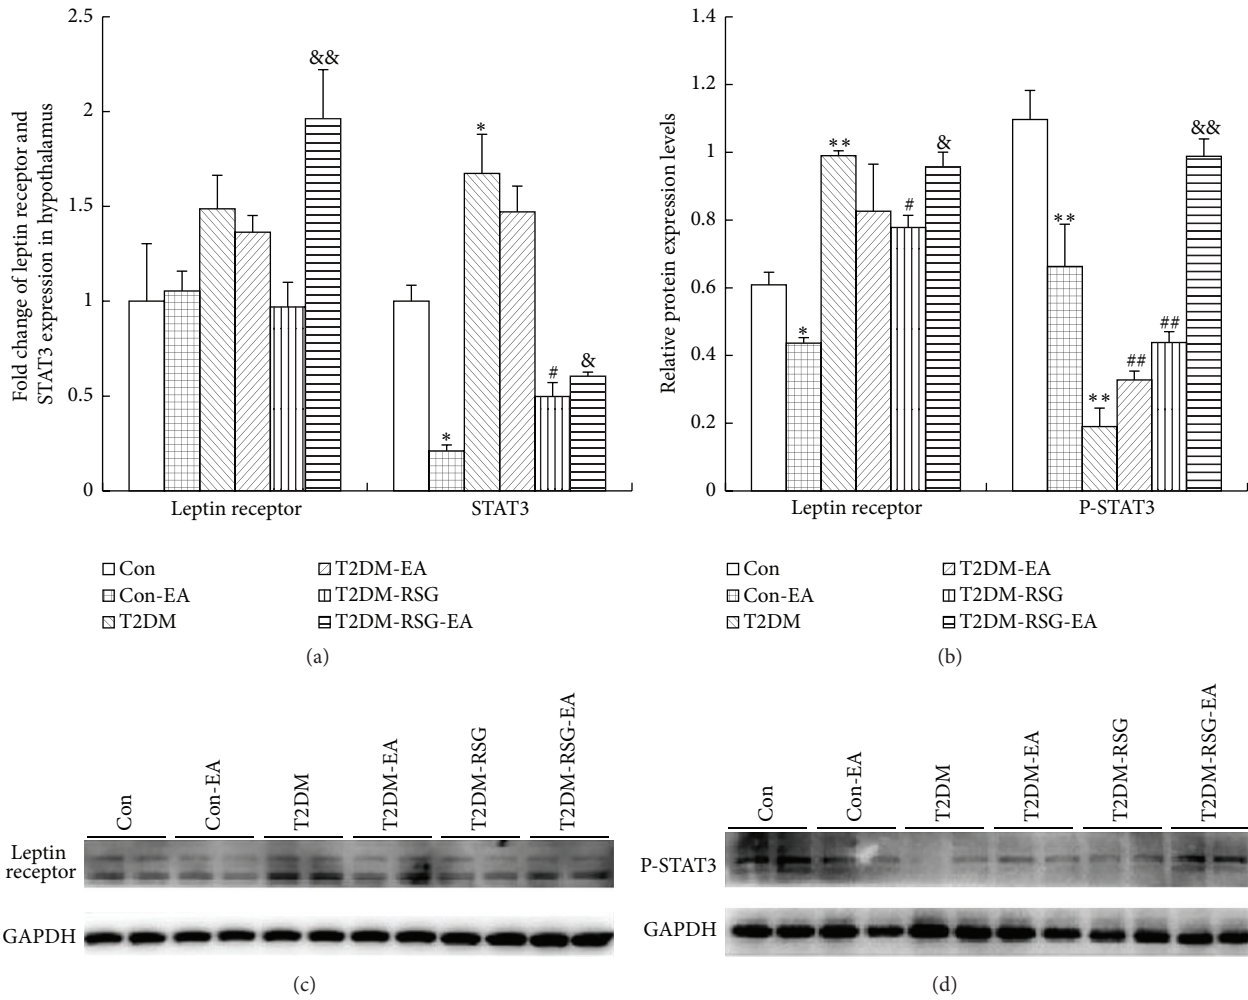 2.5
2
1.5
1
0.5
0
Fold change of leptin receptor and
STAT3 expression in hypothalamus
&&
*
*
#
&
Leptin receptor
STAT3
Con
Con-EA
T2DM
T2DM-EA
T2DM-RSG
T2DM-RSG-EA
(a)
1.4
1.2
1
0.8
0.6
0.4
0.2
0
Relative protein expression levels
*
**
#
&
**
**
##
##
&&
Leptin receptor
P-STAT3
Con
Con-EA
T2DM
T2DM-EA
T2DM-RSG
T2DM-RSG-EA
(b)
Con
Con-EA
T2DM
T2DM-EA
T2DM-RSG
T2DM-RSG-EA
Leptin
receptor
GAPDH
(c)
Con
Con-EA
T2DM
T2DM-EA
T2DM-RSG
T2DM-RSG-EA
P-STAT3
GAPDH
(d)